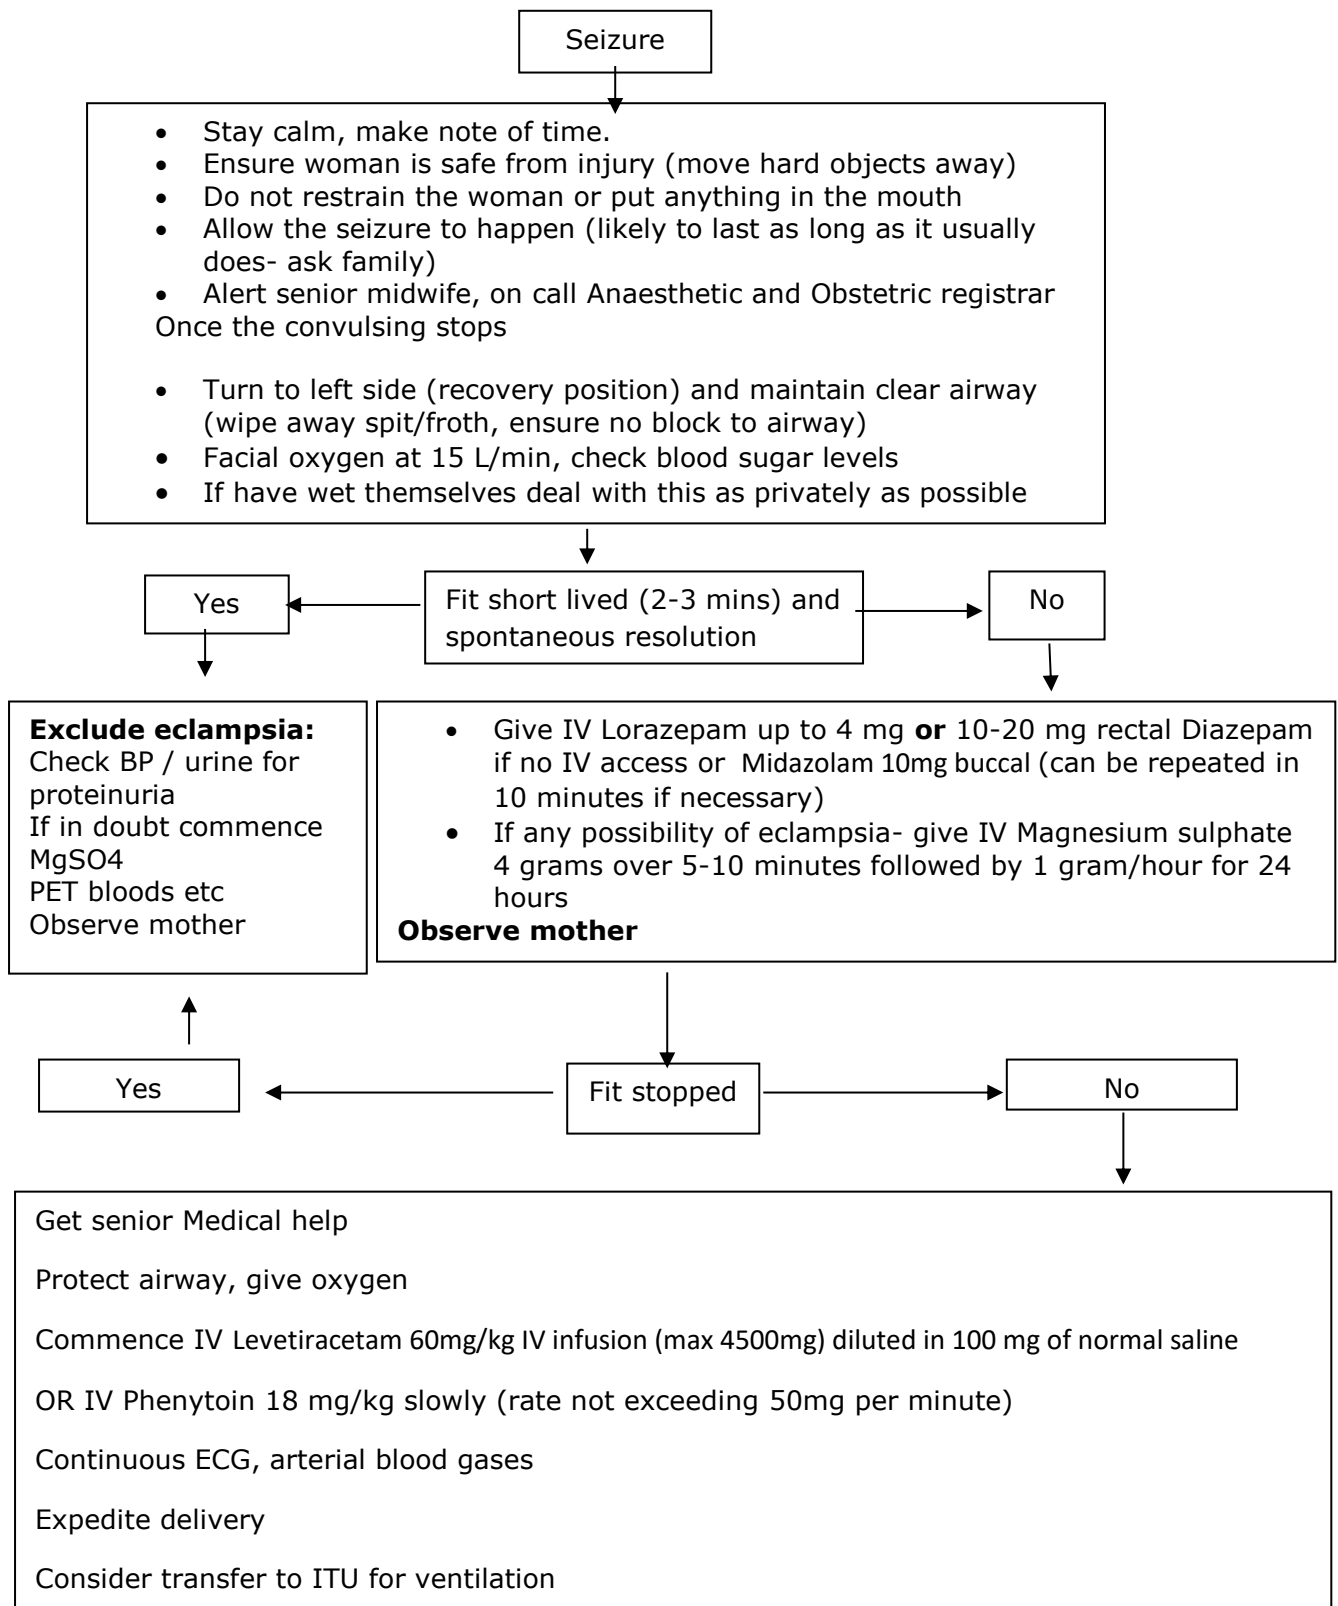 Seizure
• Stay calm, make note of time.
• Ensure woman is safe from injury (move hard objects away)
• Do not restrain the woman or put anything in the mouth
• Allow the seizure to happen (likely to last as long as it usually
does- ask family)
• Alert senior midwife, on call Anaesthetic and Obstetric registrar
Once the convulsing stops
• Turn to left side (recovery position) and maintain clear airway
(wipe away spit/froth, ensure no block to airway)
• Facial oxygen at 15 L/min, check blood sugar levels
• If have wet themselves deal with this as privately as possible
Yes
Fit short lived (2-3 mins) and
spontaneous resolution
No
Exclude eclampsia:
Check BP / urine for
proteinuria
If in doubt commence
MgSO4
PET bloods etc
Observe mother
• Give IV Lorazepam up to 4 mg or 10-20 mg rectal Diazepam
if no IV access or Midazolam 10mg buccal (can be repeated in
10 minutes if necessary)
• If any possibility of eclampsia- give IV Magnesium sulphate
4 grams over 5-10 minutes followed by 1 gram/hour for 24
hours
Observe mother
Yes
Fit stopped
No
Get senior Medical help
Protect airway, give oxygen
Commence IV Levetiracetam 60mg/kg IV infusion (max 4500mg) diluted in 100 mg of normal saline
OR IV Phenytoin 18 mg/kg slowly (rate not exceeding 50mg per minute)
Continuous ECG, arterial blood gases
Expedite delivery
Consider transfer to ITU for ventilation